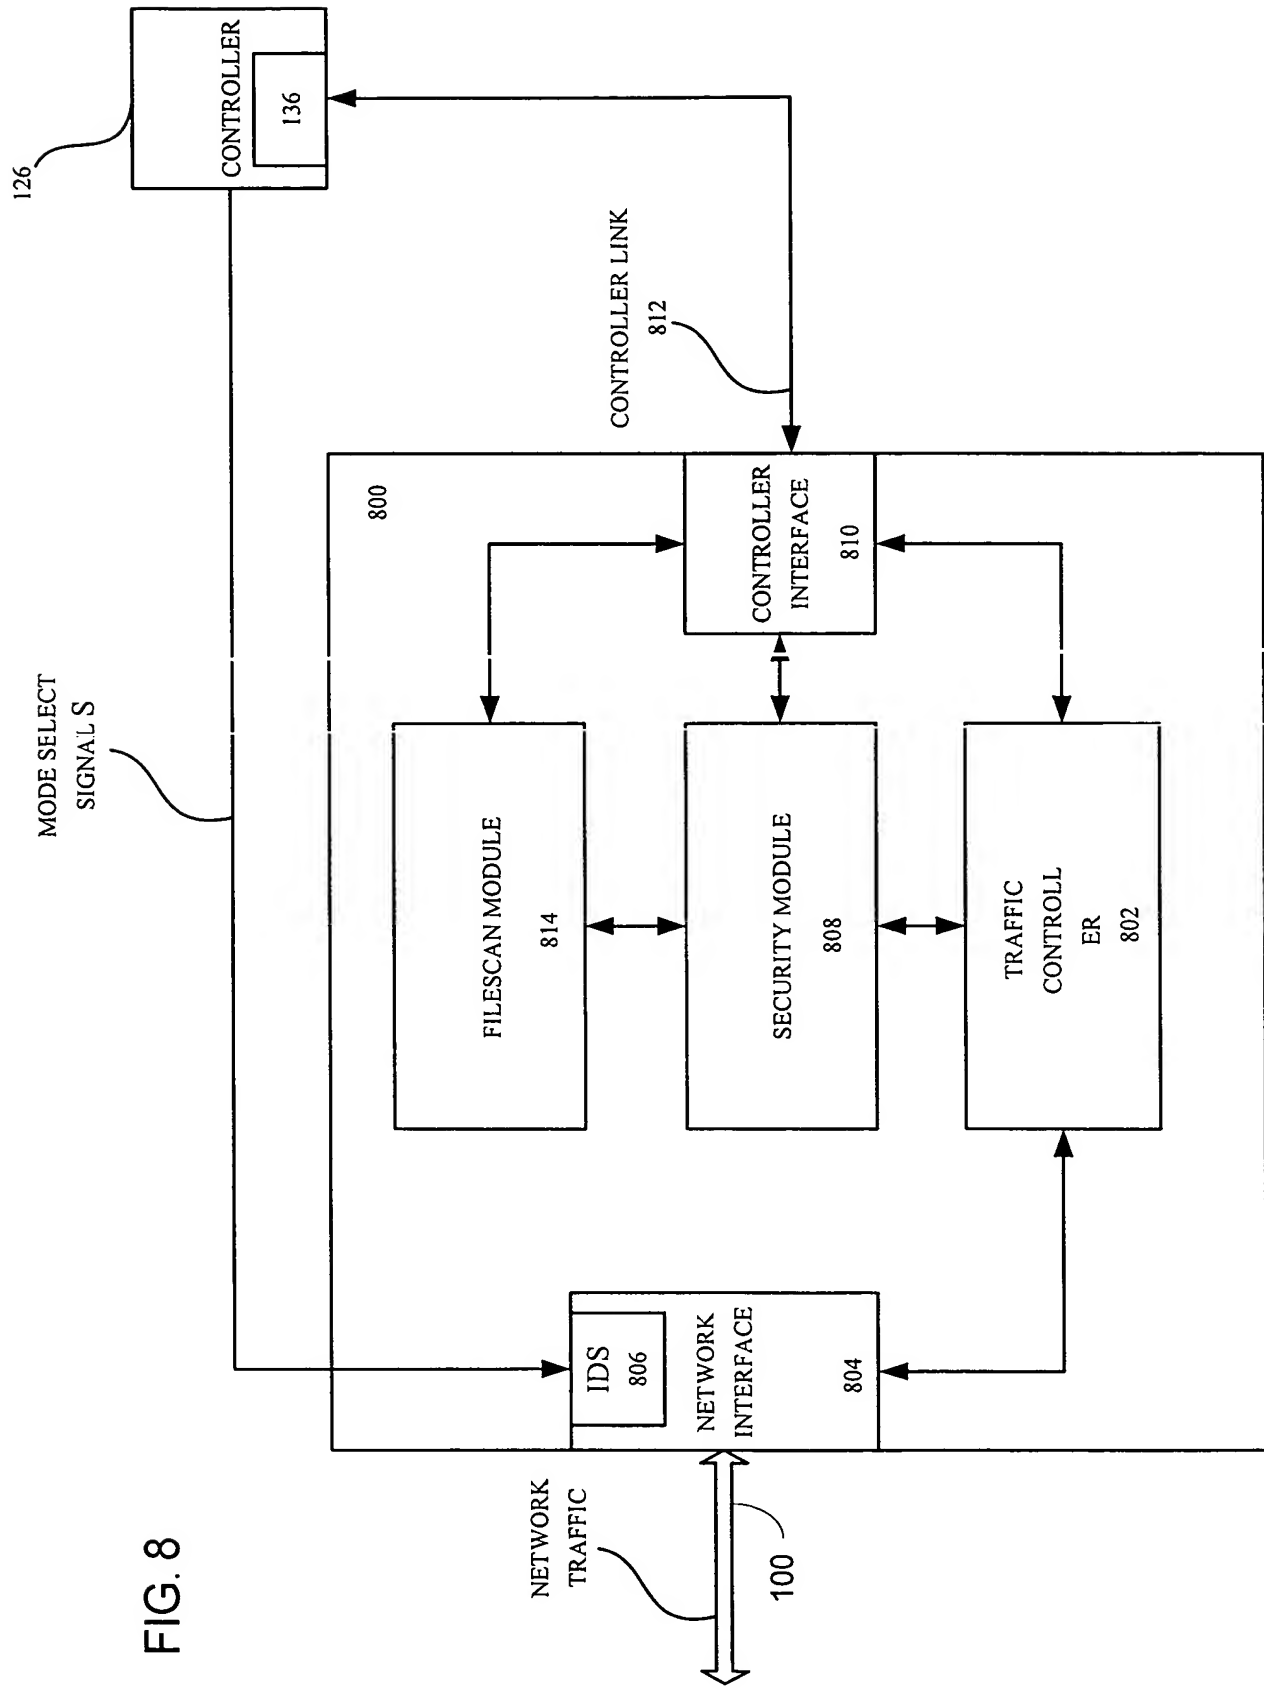 FIG. 8
MODE SELECT
SIGNAL S
126
CONTROLLER
136
CONTROLLER LINK
812
800
FILESCAN MODULE
814
SECURITY MODULE
808
TRAFFIC
CONTROLL
ER
802
CONTROLLER
INTERFACE
810
IDS
806
NETWORK
INTERFACE
804
NETWORK
TRAFFIC
100